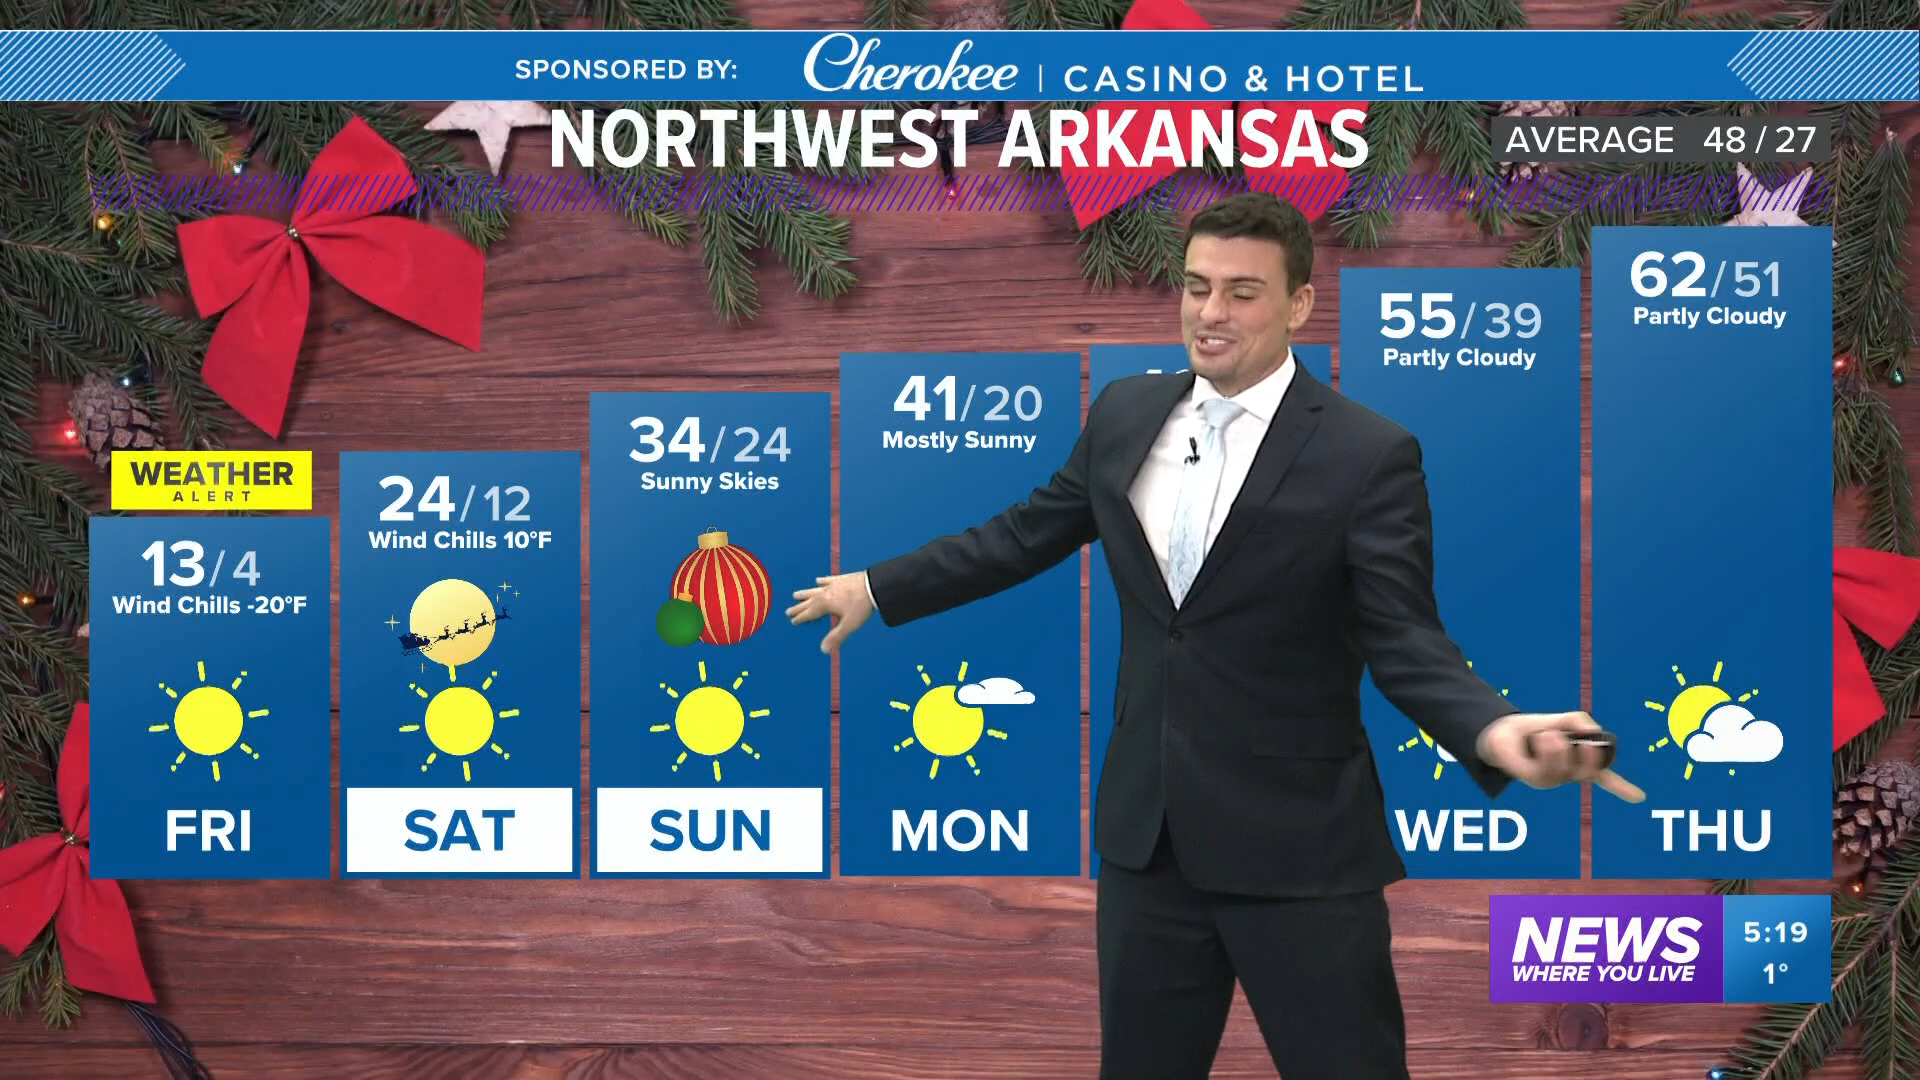 SPONSORED BY: Cherokee | CASINO & HOTEL
NORTHWEST ARKANSAS
AVERAGE 48 / 27
WEATHER
ALERT
13/4
Wind Chills -20°F
FRI
24/12
Wind Chills 10°F
SAT
34/24
Sunny Skies
SUN
41/20
Mostly Sunny
MON
55/39
Partly Cloudy
WED
62/51
Partly Cloudy
THU
NEWS
WHERE YOU LIVE
5:19
1°